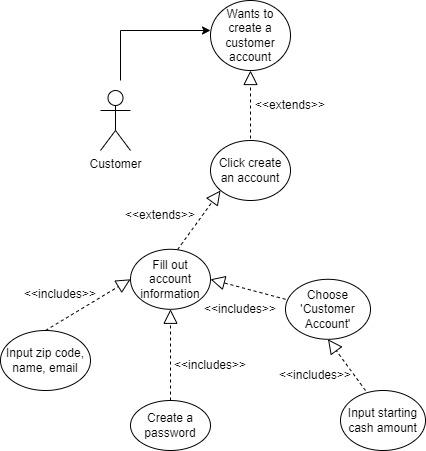 Wants to
create a
customer
account
<<extends>>
Customer
Click create
an account
<<extends>>
Fill out
account
information
<<includes>>
<<includes>>
Choose
'Customer
Account'
Input zip code,
name, email
<<includes>>
<<includes>>
Create a
password
Input starting
cash amount